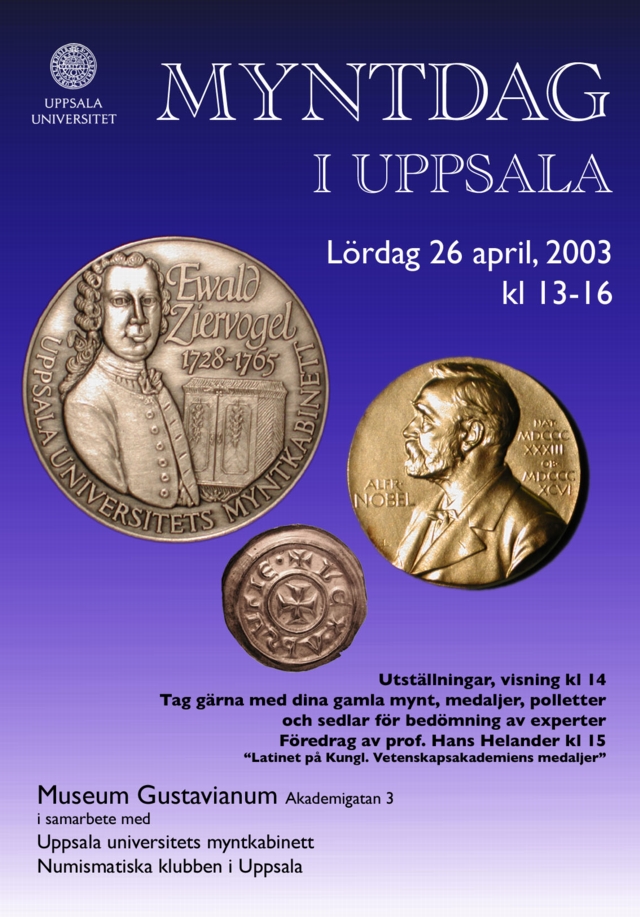 UPPSALA
UNIVERSITET
MYNTDAG
I UPPSALA
Lördag 26 april, 2003
kl 13-16
Ewald
Ziervogel
1728-1765
UPPSALA UNIVERSITETS MYNTKABINETT
ALFR·
NOBEL
NAT·
MDCCC
XXXIII
OB·
MDCCC
XCVI
Utställningar, visning kl 14
Tag gärna med dina gamla mynt, medaljer, polletter
och sedlar för bedömning av experter
Föredrag av prof. Hans Helander kl 15
“Latinet på Kungl. Vetenskapsakademiens medaljer”
Museum Gustavianum Akademigatan 3
i samarbete med
Uppsala universitets myntkabinett
Numismatiska klubben i Uppsala